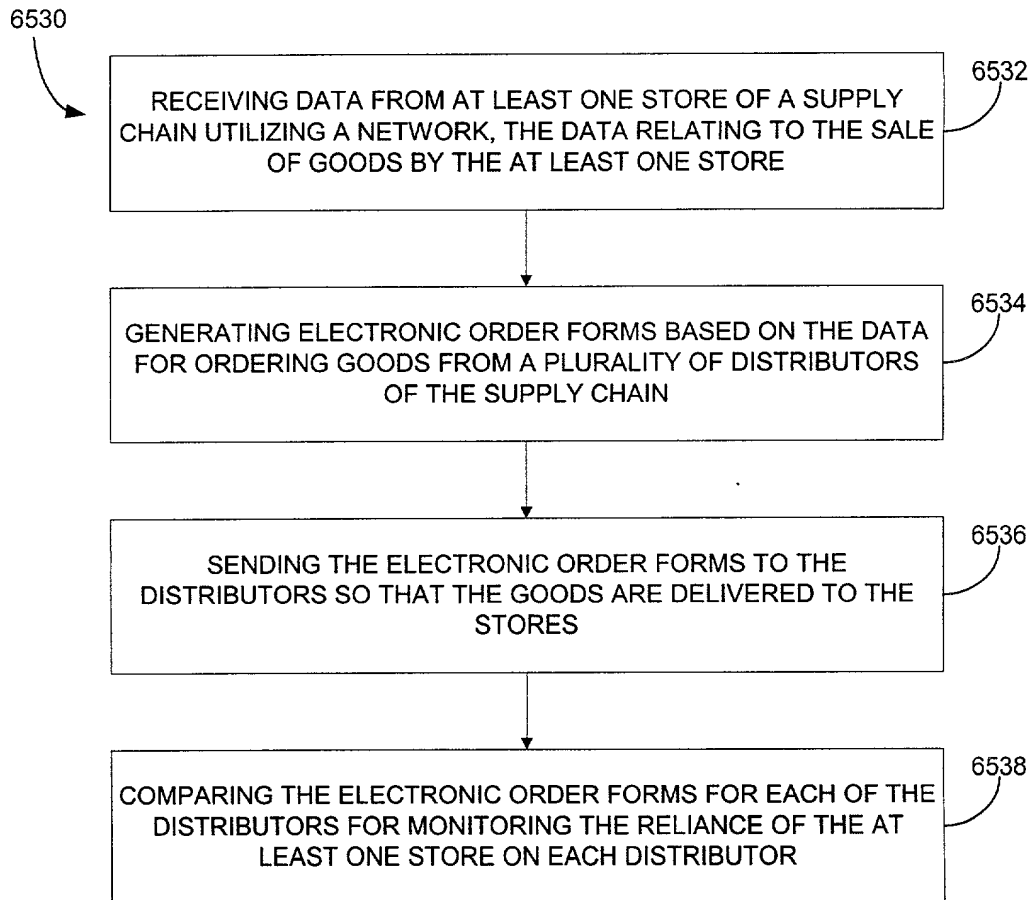 6530
6532
RECEIVING DATA FROM AT LEAST ONE STORE OF A SUPPLY
CHAIN UTILIZING A NETWORK, THE DATA RELATING TO THE SALE
OF GOODS BY THE AT LEAST ONE STORE
6534
GENERATING ELECTRONIC ORDER FORMS BASED ON THE DATA
FOR ORDERING GOODS FROM A PLURALITY OF DISTRIBUTORS
OF THE SUPPLY CHAIN
6536
SENDING THE ELECTRONIC ORDER FORMS TO THE
DISTRIBUTORS SO THAT THE GOODS ARE DELIVERED TO THE
STORES
6538
COMPARING THE ELECTRONIC ORDER FORMS FOR EACH OF THE
DISTRIBUTORS FOR MONITORING THE RELIANCE OF THE AT
LEAST ONE STORE ON EACH DISTRIBUTOR